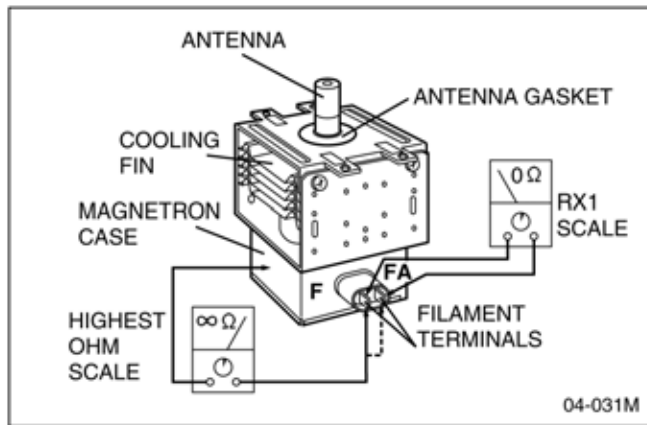 ANTENNA
ANTENNA GASKET
COOLING
FIN
MAGNETRON
CASE
0 Ω
RX1
SCALE
F
FA
FILAMENT
TERMINALS
HIGHEST
OHM
SCALE
∞ Ω
04-031M